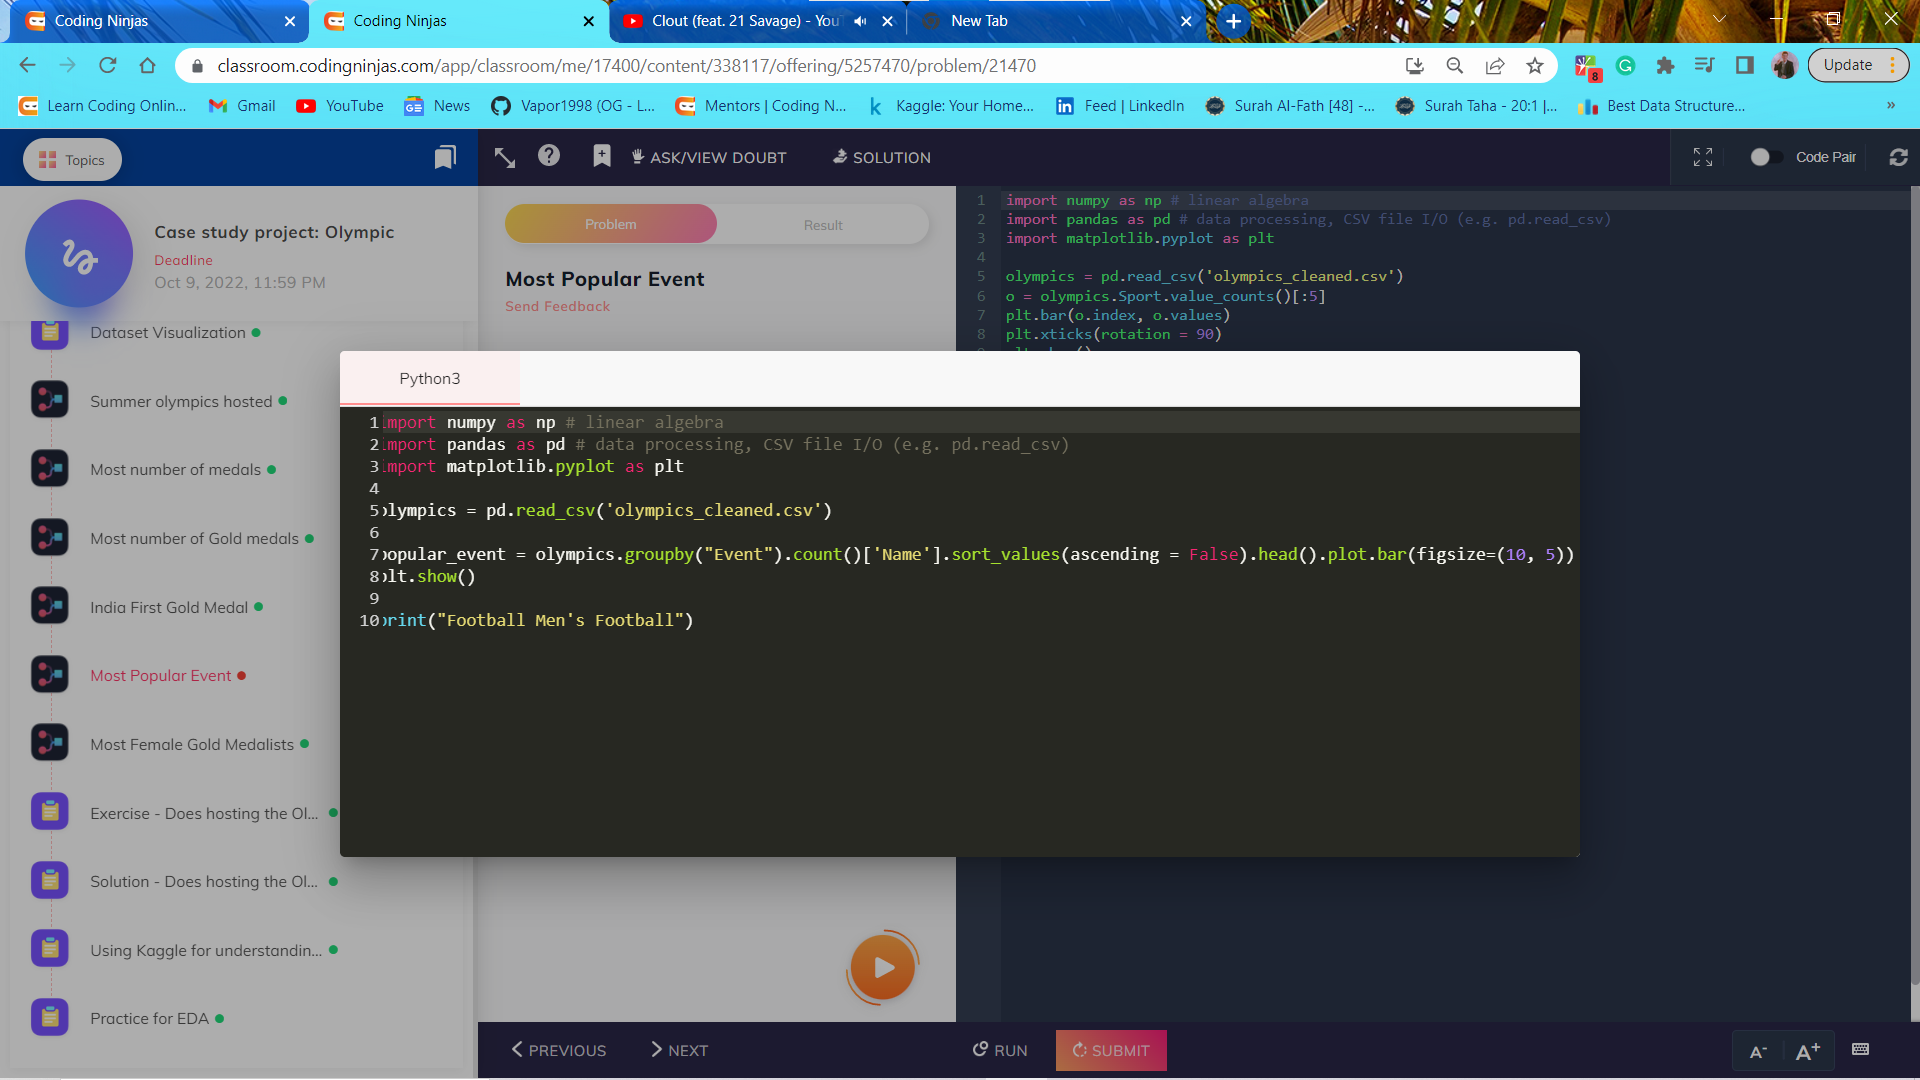 Coding Ninjas
Coding Ninjas
Clout (feat. 21 Savage) - You
New Tab
classroom.codingninjas.com/app/classroom/me/17400/content/338117/offering/5257470/problem/21470
8
Update
Learn Coding Onlin...
Gmail
YouTube
News
Vapor1998 (OG - L...
Mentors | Coding N...
Kaggle: Your Home...
Feed | LinkedIn
Surah Al-Fath [48] -...
Surah Taha - 20:1 |...
Best Data Structure...
»
Topics
ASK/VIEW DOUBT
SOLUTION
Code Pair
Case study project: Olympic
Deadline
Oct 9, 2022, 11:59 PM
Dataset Visualization
Summer olympics hosted
Most number of medals
Most number of Gold medals
India First Gold Medal
Most Popular Event
Most Female Gold Medalists
Exercise - Does hosting the Ol...
Solution - Does hosting the Ol...
Using Kaggle for understandin...
Practice for EDA
Problem
Result
Most Popular Event
Send Feedback
1 import numpy as np # linear algebra
2 import pandas as pd # data processing, CSV file I/O (e.g. pd.read_csv)
3 import matplotlib.pyplot as plt
4
5 olympics = pd.read_csv('olympics_cleaned.csv')
6 o = olympics.Sport.value_counts()[:5]
7 plt.bar(o.index, o.values)
8 plt.xticks(rotation = 90)
Python3
1 mport numpy as np # linear algebra
2 mport pandas as pd # data processing, CSV file I/O (e.g. pd.read_csv)
3 mport matplotlib.pyplot as plt
4
5 olympics = pd.read_csv('olympics_cleaned.csv')
6
7 popular_event = olympics.groupby("Event").count()['Name'].sort_values(ascending = False).head().plot.bar(figsize=(10, 5))
8 plt.show()
9
10 print("Football Men's Football")
PREVIOUS
NEXT
RUN
SUBMIT
A-
A+